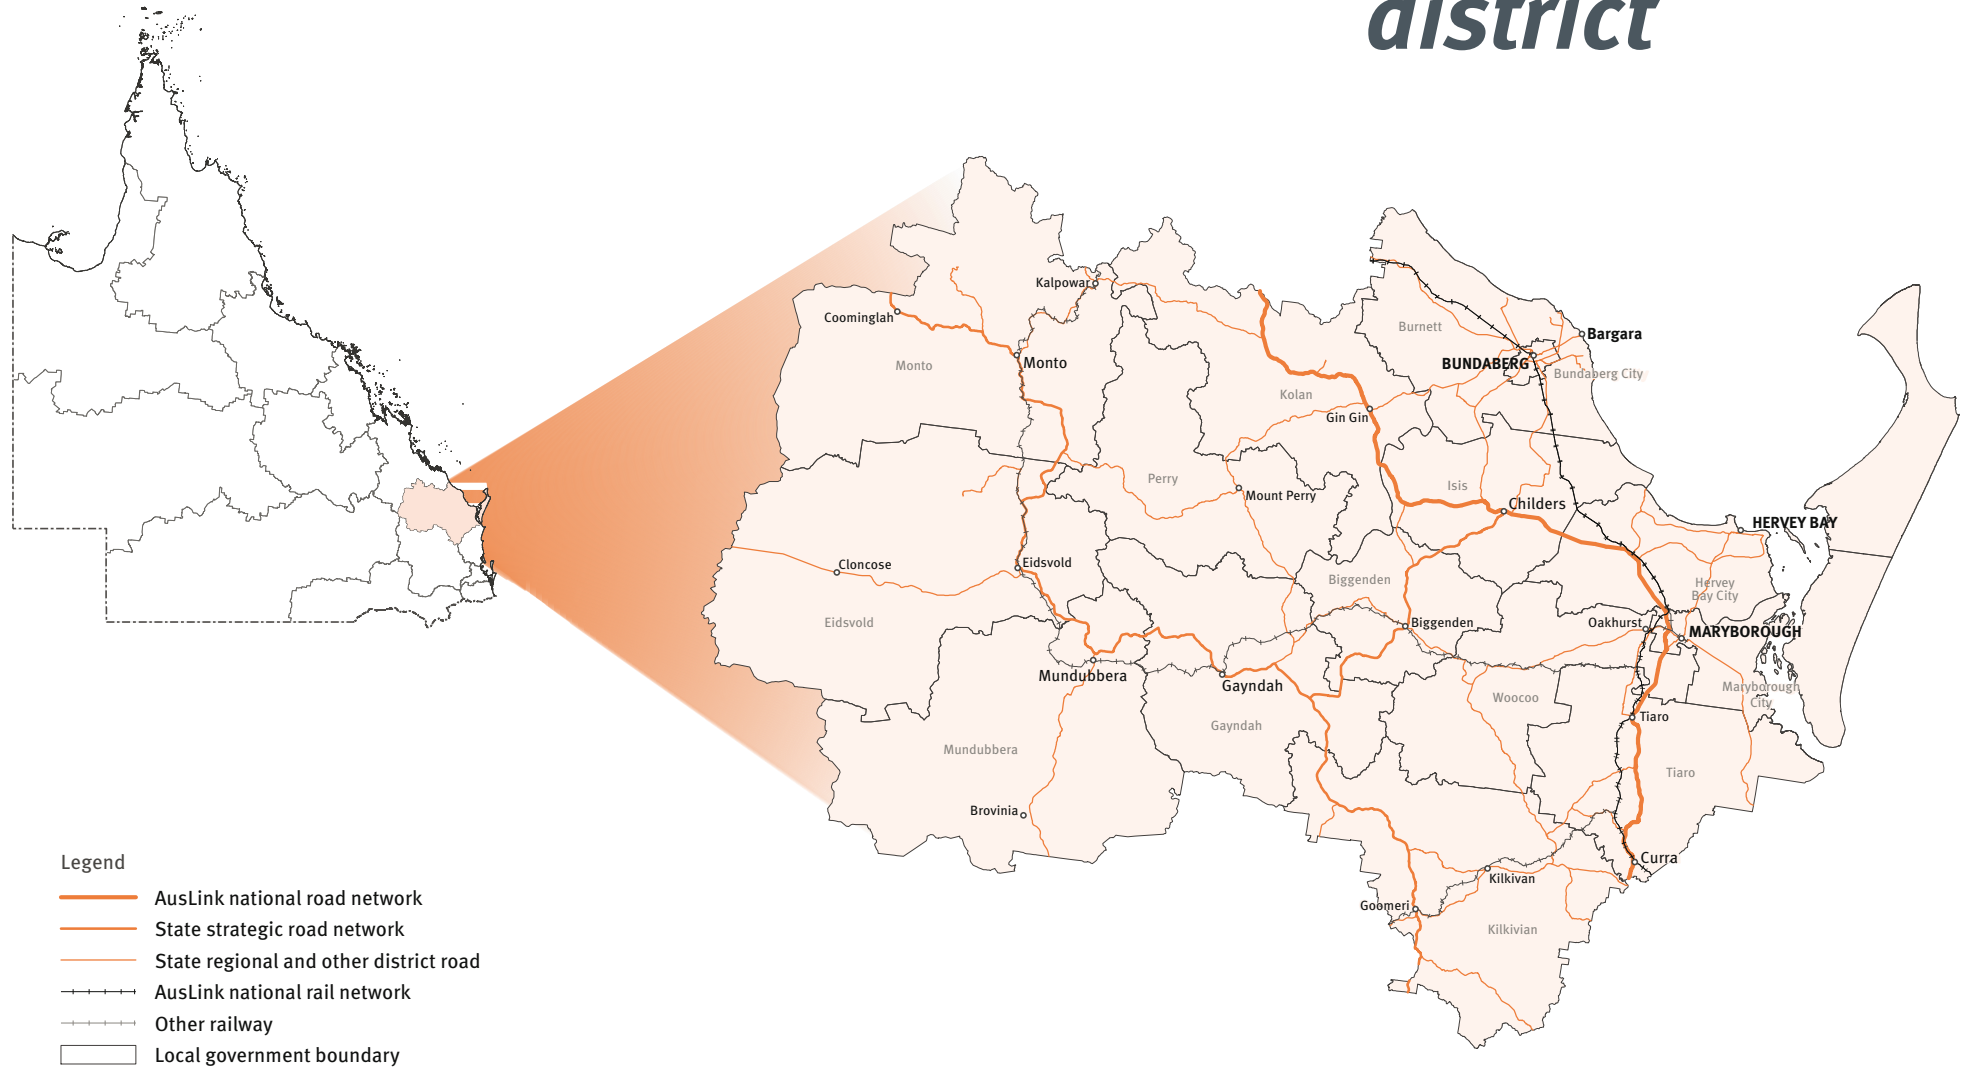 district
Kalpowar
Coominglah
Monto
Monto
Burnett
Bargara
BUNDABERG
Bundaberg City
Kolan
Gin Gin
Perry
Mount Perry
Isis
Childers
HERVEY BAY
Cloncose
Eidsvold
Eidsvold
Biggenden
Hervey
Bay City
Biggenden
Oakhurst
MARYBOROUGH
Mundubbera
Gayndah
Maryborough
City
Woocoo
Tiaro
Gayndah
Mundubbera
Tiaro
Brovinia
Curra
Kilkivan
Goomeri
Kilkivian
Legend
AusLink national road network
State strategic road network
State regional and other district road
AusLink national rail network
Other railway
Local government boundary